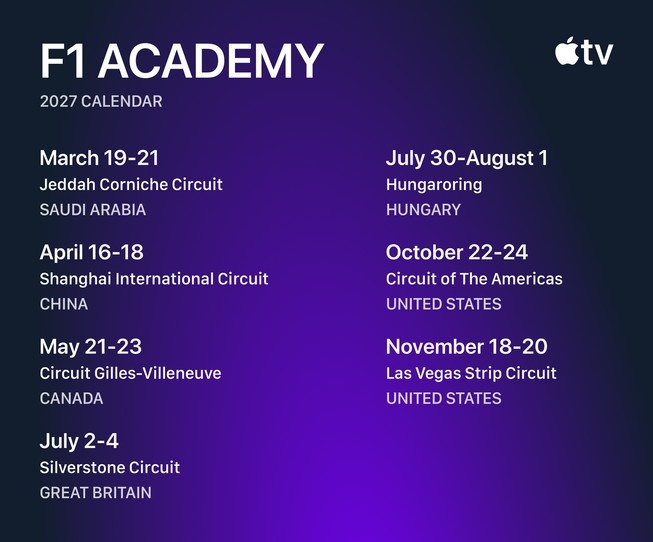 F1 ACADEMY
tv
2027 CALENDAR
March 19-21
Jeddah Corniche Circuit
SAUDI ARABIA
April 16-18
Shanghai International Circuit
CHINA
May 21-23
Circuit Gilles-Villeneuve
CANADA
July 2-4
Silverstone Circuit
GREAT BRITAIN
July 30-August 1
Hungaroring
HUNGARY
October 22-24
Circuit of The Americas
UNITED STATES
November 18-20
Las Vegas Strip Circuit
UNITED STATES